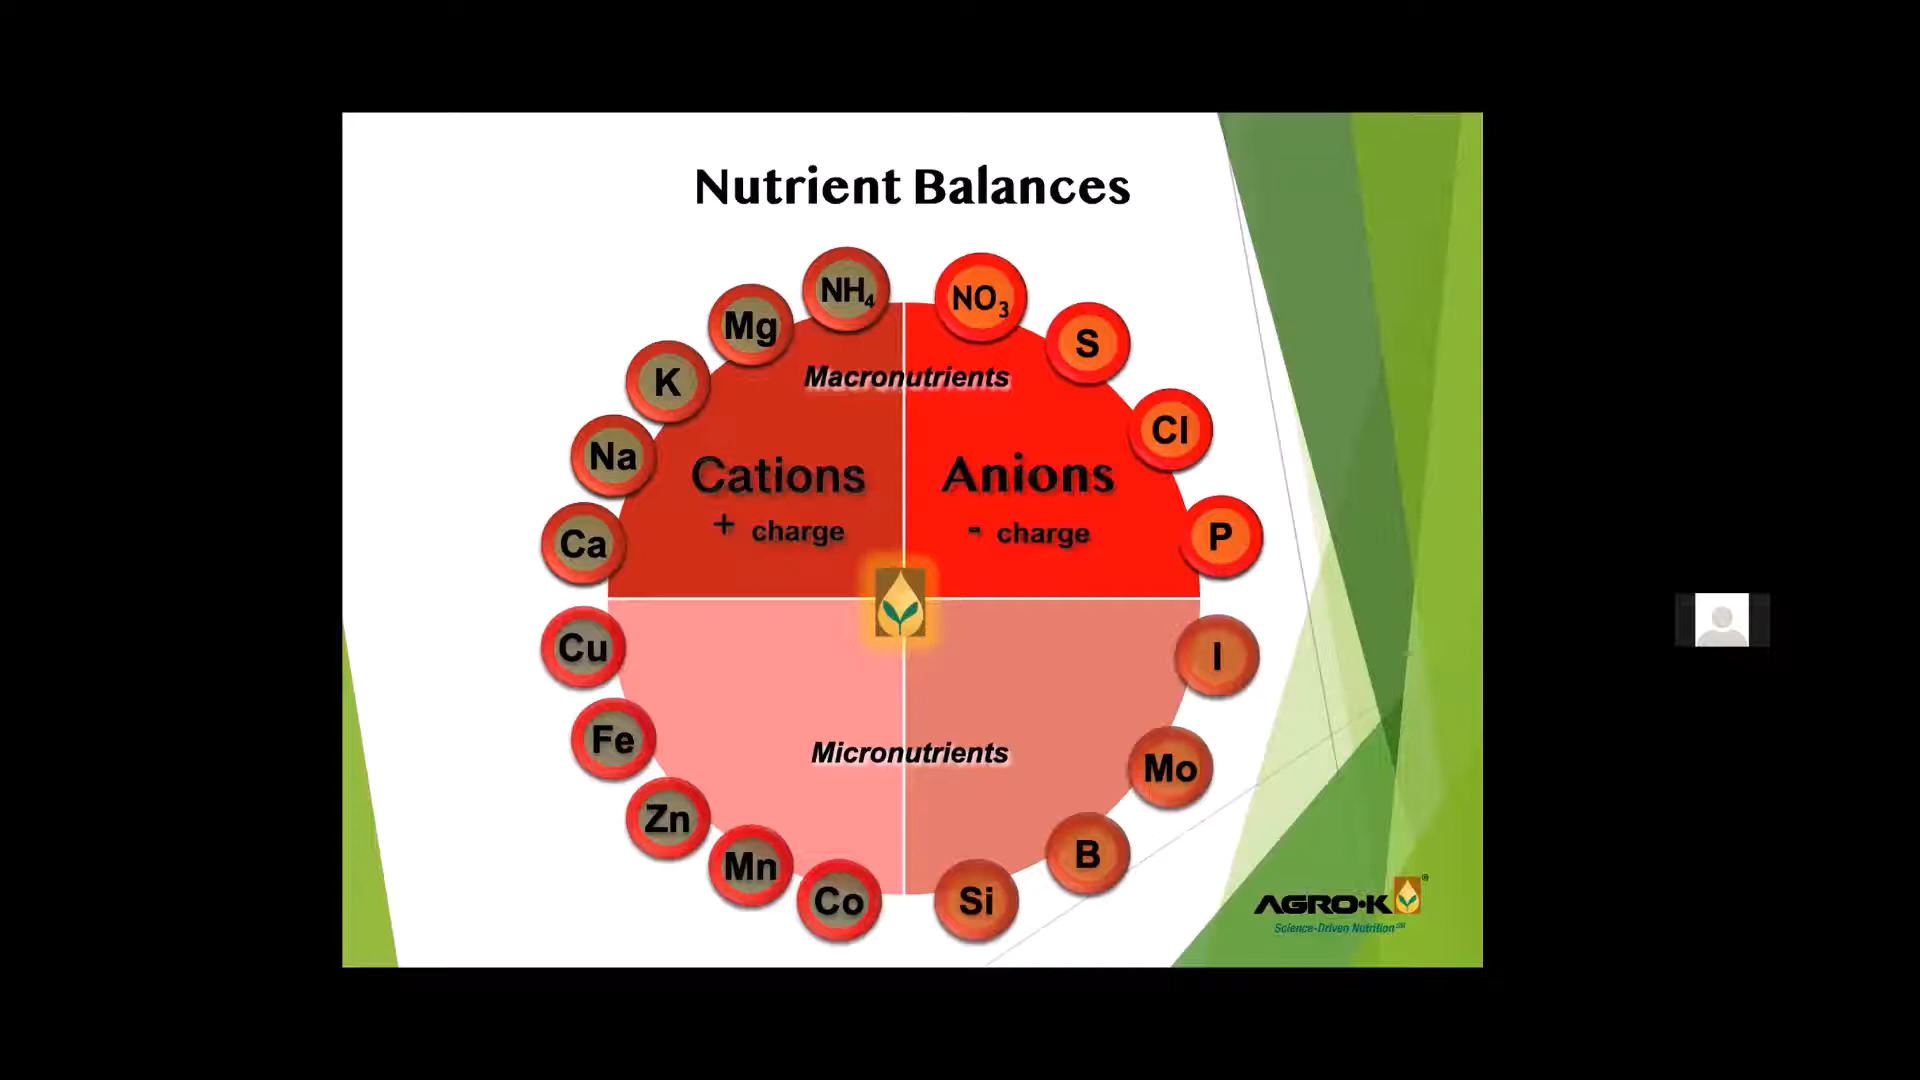 Nutrient Balances
NH4
NO3
Mg
S
K
Macronutrients
Cl
Na
Cations
Anions
+ charge
- charge
P
Ca
Cu
I
Fe
Micronutrients
Mo
Zn
B
Mn
Co
Si
AGRO·K®
Science-Driven Nutrition℠